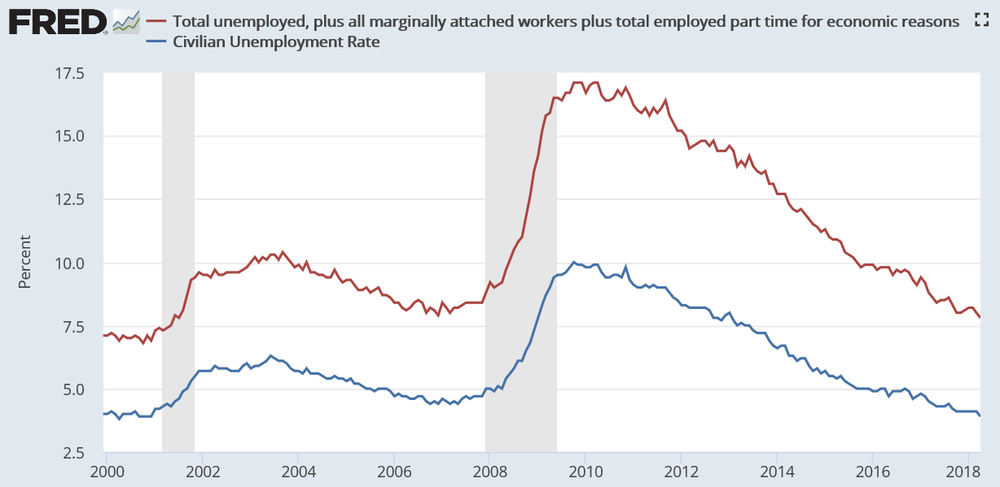 FRED
Total unemployed, plus all marginally attached workers plus total employed part time for economic reasons
Civilian Unemployment Rate
17.5
15.0
12.5
10.0
7.5
5.0
2.5
Percent
2000 2002 2004 2006 2008 2010 2012 2014 2016 2018